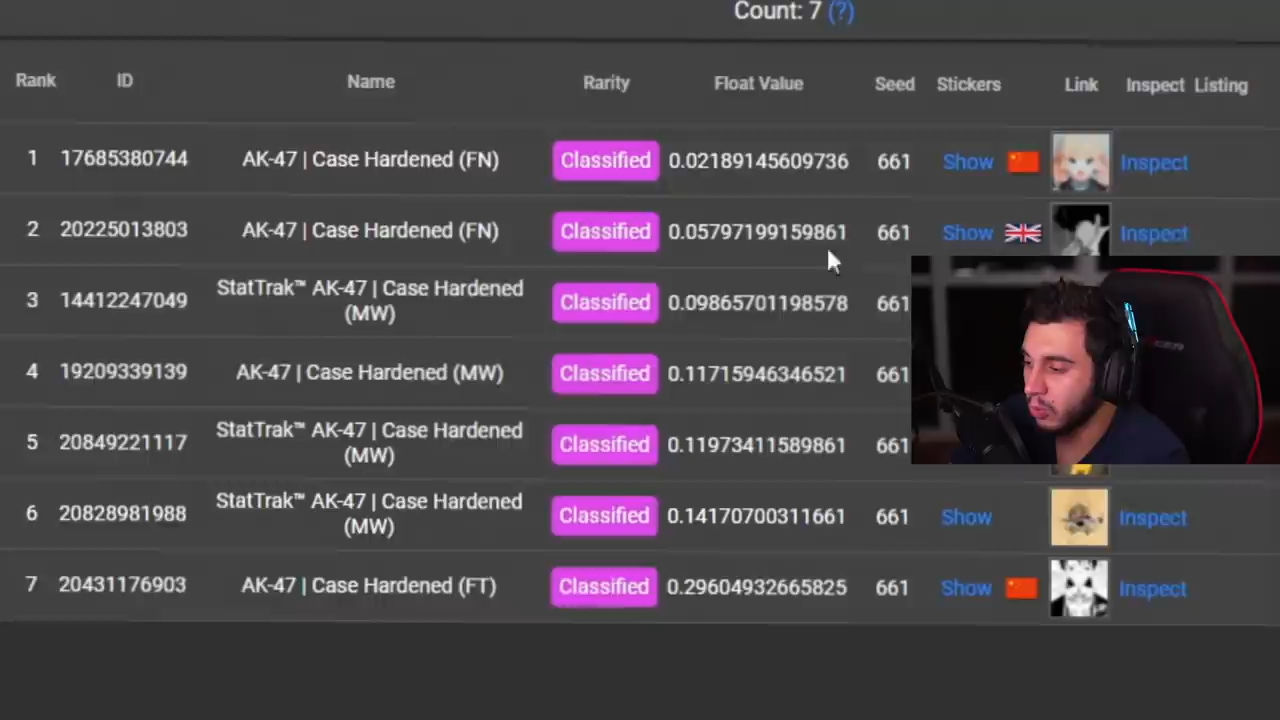 Count: 7 (?)
Rank ID Name Rarity Float Value Seed Stickers Link Inspect Listing
1 17685380744 AK-47 | Case Hardened (FN) Classified 0.02189145609736 661 Show Inspect
2 20225013803 AK-47 | Case Hardened (FN) Classified 0.05797199159861 661 Show Inspect
3 14412247049 StatTrak™ AK-47 | Case Hardened (MW) Classified 0.09865701198578 661
4 19209339139 AK-47 | Case Hardened (MW) Classified 0.11715946346521 661
5 20849221117 StatTrak™ AK-47 | Case Hardened (MW) Classified 0.11973411589861 661
6 20828981988 StatTrak™ AK-47 | Case Hardened (MW) Classified 0.14170700311661 661 Show Inspect
7 20431176903 AK-47 | Case Hardened (FT) Classified 0.29604932665825 661 Show Inspect